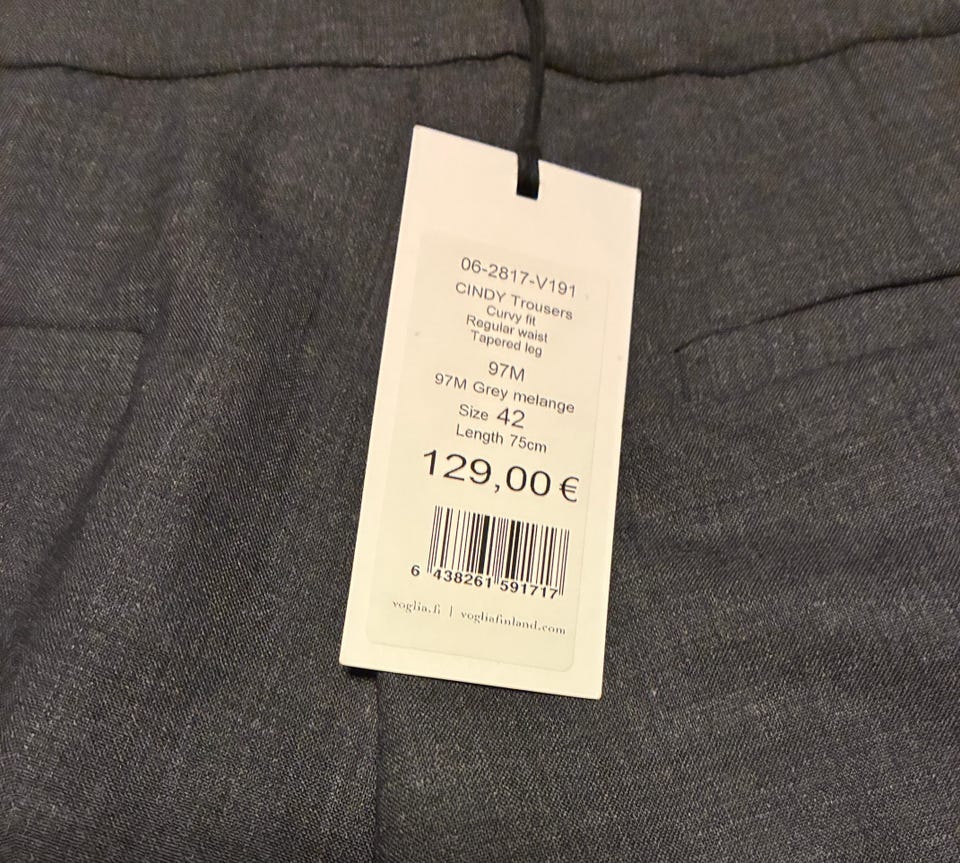 06-2817-V191
CINDY Trousers
Curvy fit
Regular waist
Tapered leg
97M
97M Grey melange
Size 42
Length 75cm
129,00 €
6 438261 591717
voglia.fi | vogliafinland.com